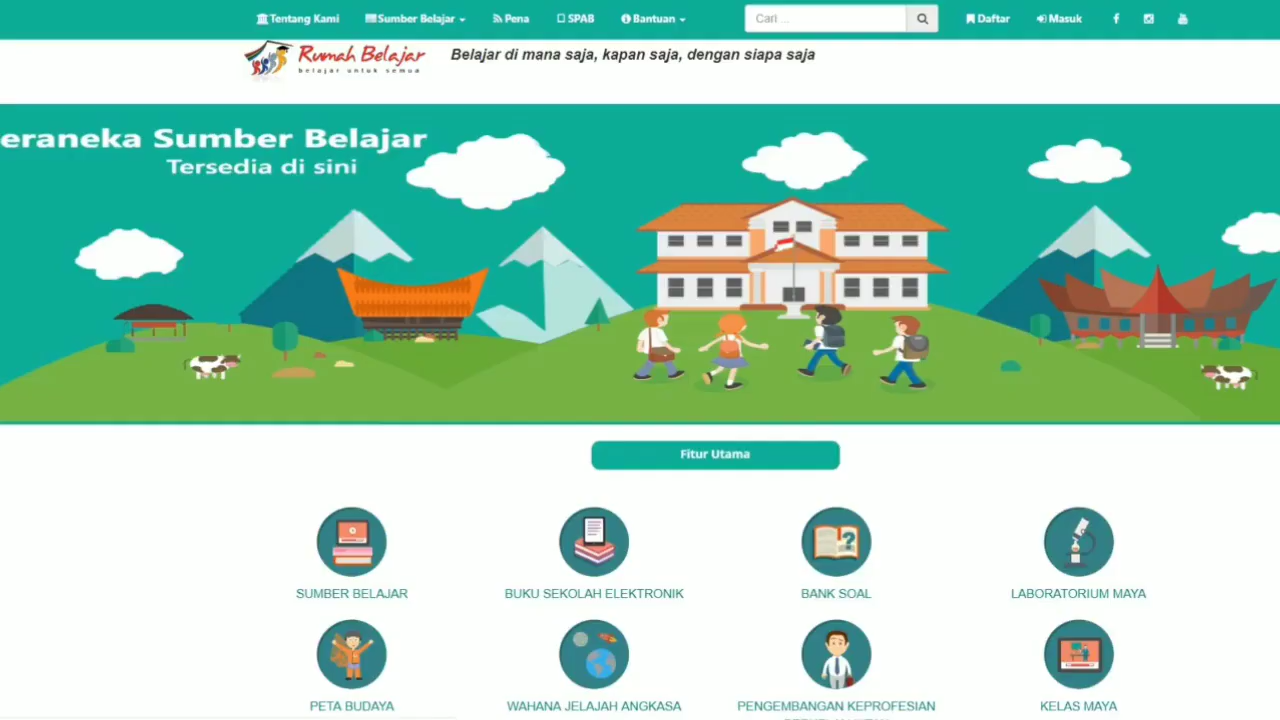 Tentang Kami Sumber Belajar Pena SPAB Bantuan Cari ... Daftar Masuk
Rumah Belajar
belajar untuk semua
Belajar di mana saja, kapan saja, dengan siapa saja
eraneka Sumber Belajar
Tersedia di sini
Fitur Utama
SUMBER BELAJAR BUKU SEKOLAH ELEKTRONIK BANK SOAL LABORATORIUM MAYA
PETA BUDAYA WAHANA JELAJAH ANGKASA PENGEMBANGAN KEPROFESIAN KELAS MAYA